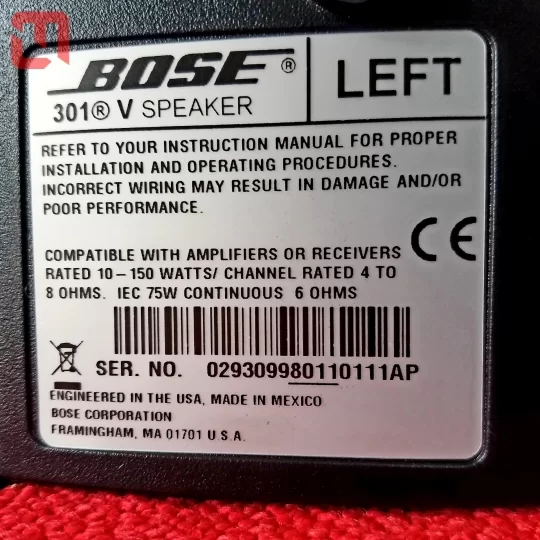 BOSE®
301® V SPEAKER
LEFT
REFER TO YOUR INSTRUCTION MANUAL FOR PROPER
INSTALLATION AND OPERATING PROCEDURES.
INCORRECT WIRING MAY RESULT IN DAMAGE AND/OR
POOR PERFORMANCE.
CE
COMPATIBLE WITH AMPLIFIERS OR RECEIVERS
RATED 10-150 WATTS/ CHANNEL RATED 4 TO
8 OHMS. IEC 75W CONTINUOUS 6 OHMS
SER. NO. 029309980110111AP
ENGINEERED IN THE USA, MADE IN MEXICO
BOSE CORPORATION
FRAMINGHAM, MA 01701 U.S.A.